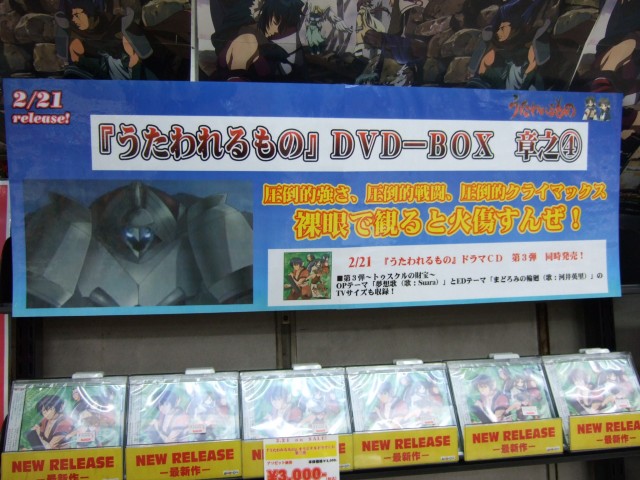 2/21
release!
うたわれるもの
『うたわれるもの』 DVD-BOX 章之④
圧倒的強さ、圧倒的戦闘、圧倒的クライマックス
裸眼で観ると火傷すんぜ！
2/21 『うたわれるもの』ドラマCD 第3弾 同時発売！
■第3弾～トゥスクルの財宝～
OPテーマ「夢想歌（歌：Suara）」とEDテーマ「まどろみの輪廻（歌：河井英里）」の
TVサイズも収録！
NEW RELEASE
－最新作－
NEW RELEASE
－最新作－
NEW RELEASE
－最新作－
NEW RELEASE
－最新作－
NEW RELEASE
－最新作－
NEW RELEASE
－最新作－
¥3,000